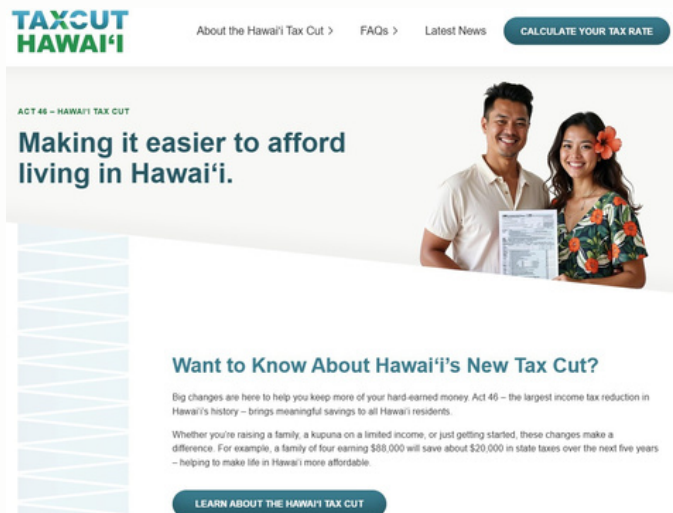 TAXCUT
HAWAIʻI
About the Hawaiʻi Tax Cut >
FAQs >
Latest News
CALCULATE YOUR TAX RATE
ACT 46 – HAWAIʻI TAX CUT
Making it easier to afford
living in Hawaiʻi.
Want to Know About Hawaiʻi’s New Tax Cut?
Big changes are here to help you keep more of your hard-earned money. Act 46 – the largest income tax reduction in
Hawaiʻi’s history – brings meaningful savings to all Hawaiʻi residents.
Whether you’re raising a family, a kupuna on a limited income, or just getting started, these changes make a
difference. For example, a family of four earning $88,000 will save about $20,000 in state taxes over the next five years
– helping to make life in Hawaiʻi more affordable.
LEARN ABOUT THE HAWAIʻI TAX CUT